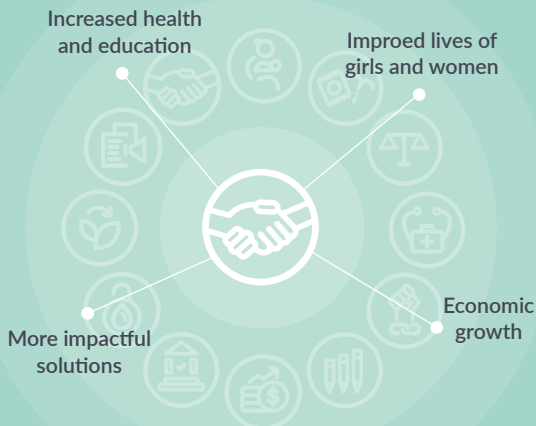 Increased health
and education
Improed lives of
girls and women
More impactful
solutions
Economic
growth